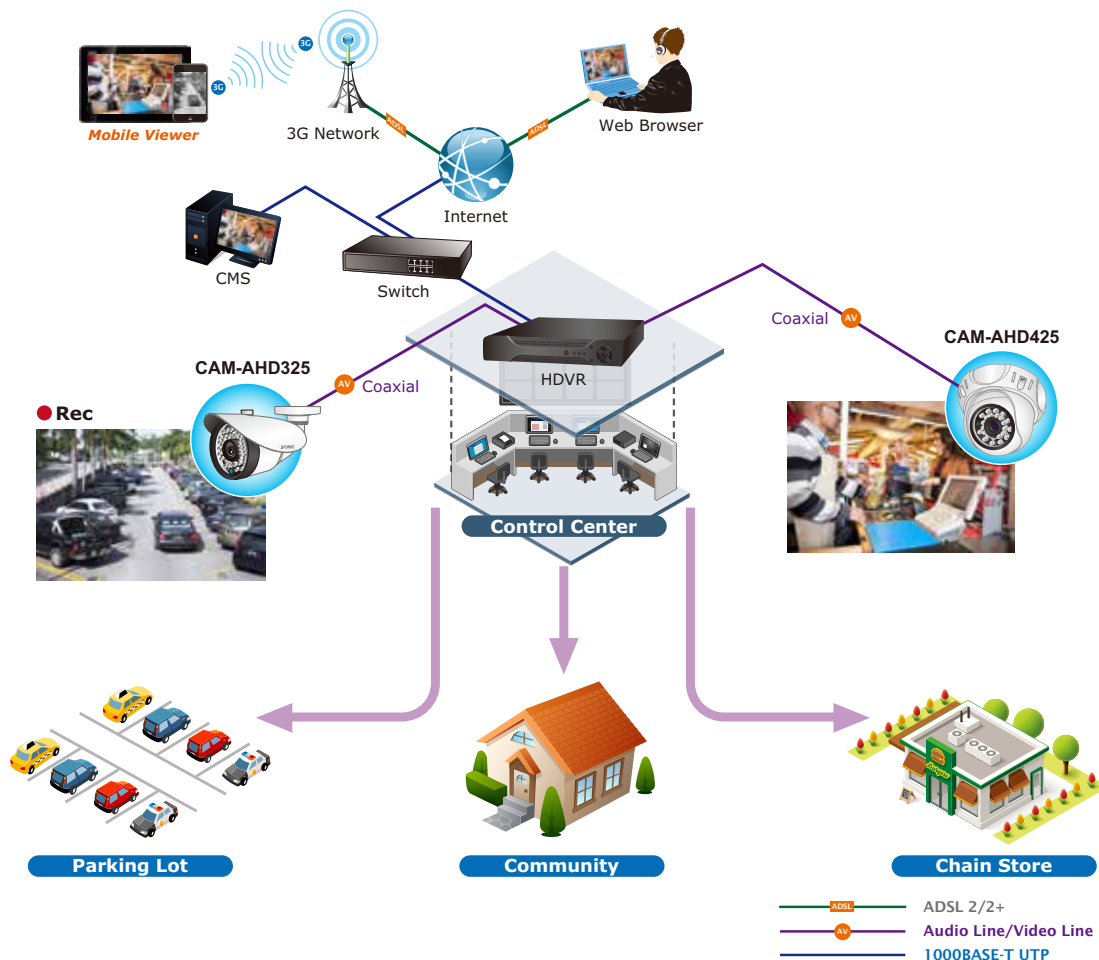 3G
3G
Mobile Viewer
3G Network
ADSL
ADSL
Web Browser
Internet
CMS
Switch
Coaxial
AV
CAM-AHD425
CAM-AHD325
AV
Coaxial
HDVR
Rec
Control Center
Parking Lot
Community
Chain Store
ADSL
ADSL 2/2+
AV
Audio Line/Video Line
1000BASE-T UTP